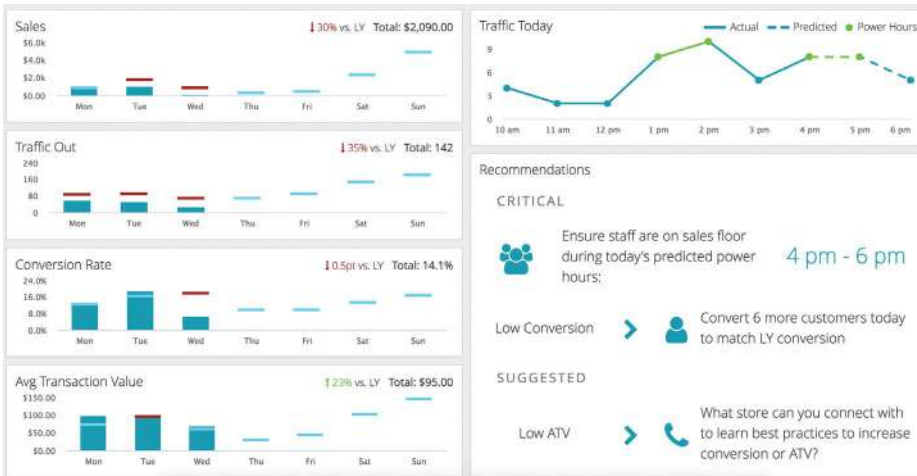 Sales
↓30% vs. LY Total: $2,090.00
$6.0k
$4.0k
$2.0k
$0.00
Mon Tue Wed Thu Fri Sat Sun
Traffic Out
↓35% vs. LY Total: 142
240
160
80
0
Mon Tue Wed Thu Fri Sat Sun
Conversion Rate
↓0.5pt vs. LY Total: 14.1%
24.0%
16.0%
8.0%
0.0%
Mon Tue Wed Thu Fri Sat Sun
Avg Transaction Value
↑23% vs. LY Total: $95.00
$150.00
$100.00
$50.00
$0.00
Mon Tue Wed Thu Fri Sat Sun
Traffic Today
Actual Predicted Power Hours
9
6
3
0
10 am 11 am 12 pm 1 pm 2 pm 3 pm 4 pm 5 pm 6 pm
Recommendations
CRITICAL
Ensure staff are on sales floor
during today's predicted power
hours:
4 pm - 6 pm
Low Conversion
Convert 6 more customers today
to match LY conversion
SUGGESTED
Low ATV
What store can you connect with
to learn best practices to increase
conversion or ATV?